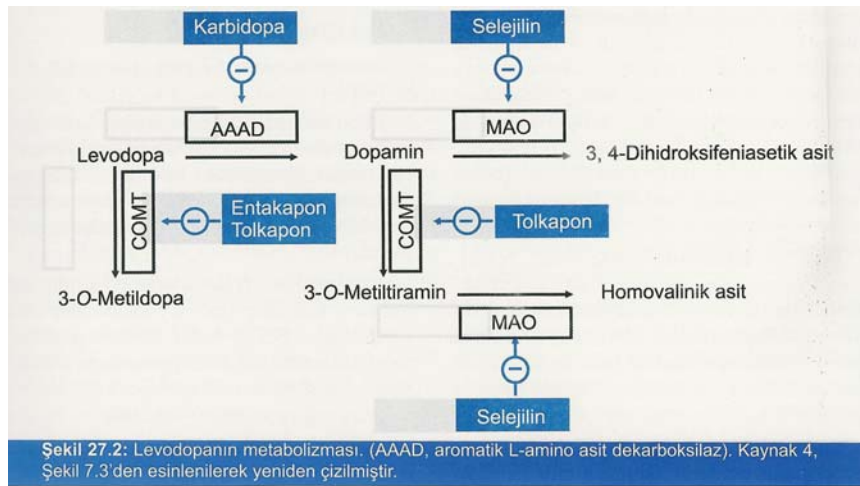 Karbidopa
Selejilin
AAAD
MAO
Levodopa
Dopamin
3, 4-Dihidroksifeniasetik asit
COMT
Entakapon
Tolkapon
COMT
Tolkapon
3-O-Metildopa
3-O-Metiltiramin
Homovalinik asit
MAO
Selejilin
Şekil 27.2: Levodopanın metabolizması. (AAAD, aromatik L-amino asit dekarboksilaz). Kaynak 4,
Şekil 7.3'den esinlenilerek yeniden çizilmiştir.